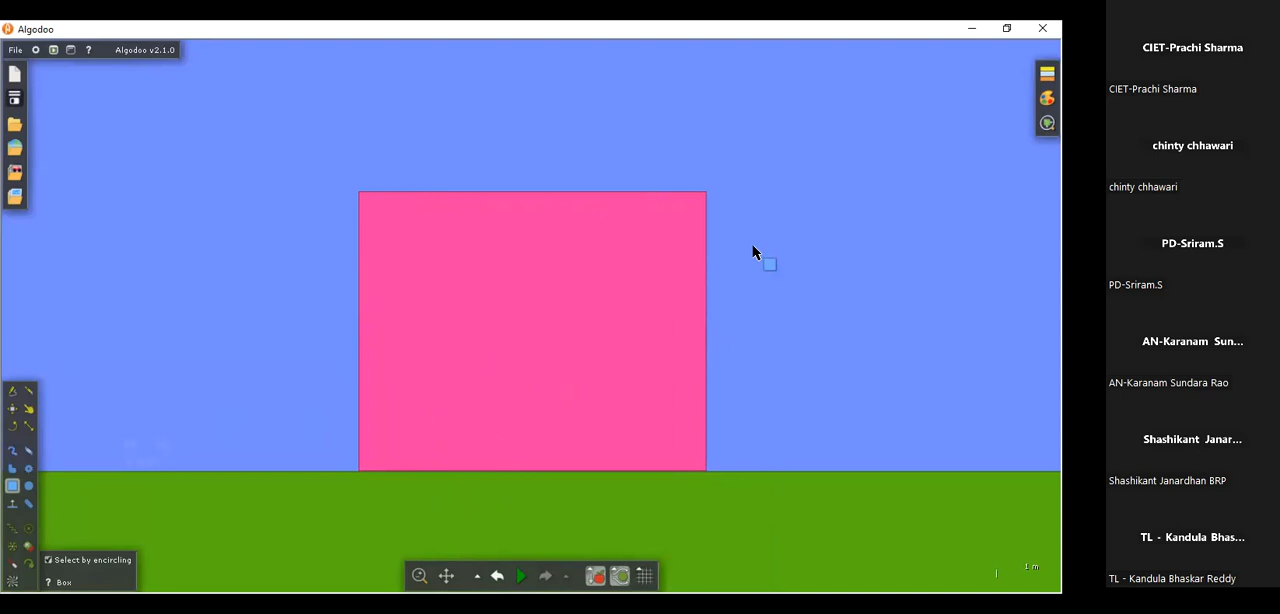 Algodoo
File ? Algodoo v2.1.0
Select by encircling
? Box
1 m
CIET-Prachi Sharma
CIET-Prachi Sharma
chinty chhawari
chinty chhawari
PD-Sriram.S
PD-Sriram.S
AN-Karanam Sun...
AN-Karanam Sundara Rao
Shashikant Janar...
Shashikant Janardhan BRP
TL - Kandula Bhas...
TL - Kandula Bhaskar Reddy